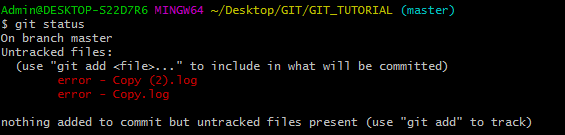 Admin@DESKTOP-S22D7R6 MINGW64 ~/Desktop/GIT/GIT_TUTORIAL (master)
$ git status
On branch master
Untracked files:
  (use "git add <file>..." to include in what will be committed)
        error - Copy (2).log
        error - Copy.log

nothing added to commit but untracked files present (use "git add" to track)